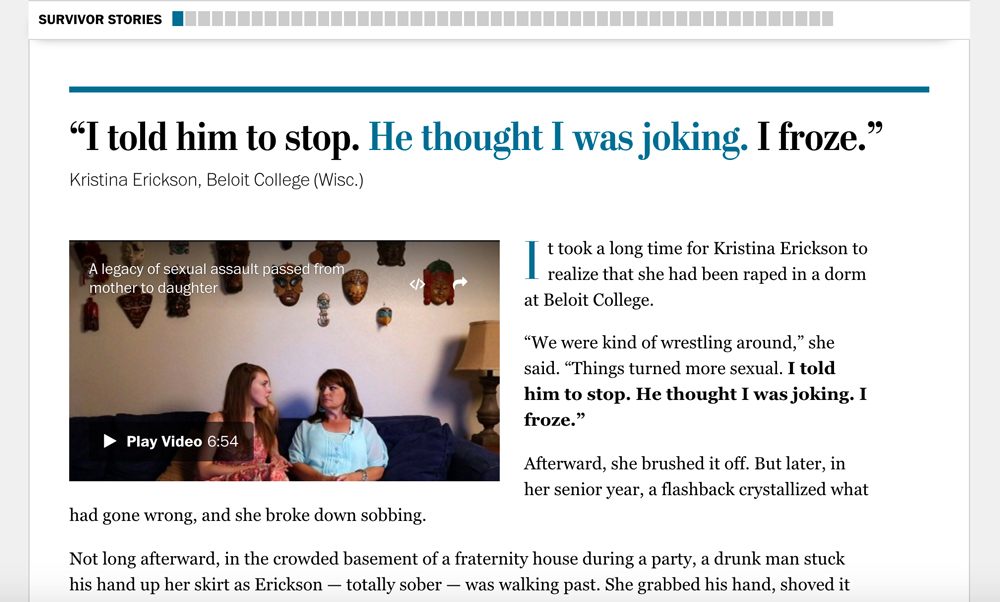 SURVIVOR STORIES
“I told him to stop. He thought I was joking. I froze.”
Kristina Erickson, Beloit College (Wisc.)
A legacy of sexual assault passed from
mother to daughter
</>
Play Video 6:54
It took a long time for Kristina Erickson to
realize that she had been raped in a dorm
at Beloit College.
“We were kind of wrestling around,” she
said. “Things turned more sexual. I told
him to stop. He thought I was joking. I
froze.”
Afterward, she brushed it off. But later, in
her senior year, a flashback crystallized what
had gone wrong, and she broke down sobbing.
Not long afterward, in the crowded basement of a fraternity house during a party, a drunk man stuck
his hand up her skirt as Erickson — totally sober — was walking past. She grabbed his hand, shoved it